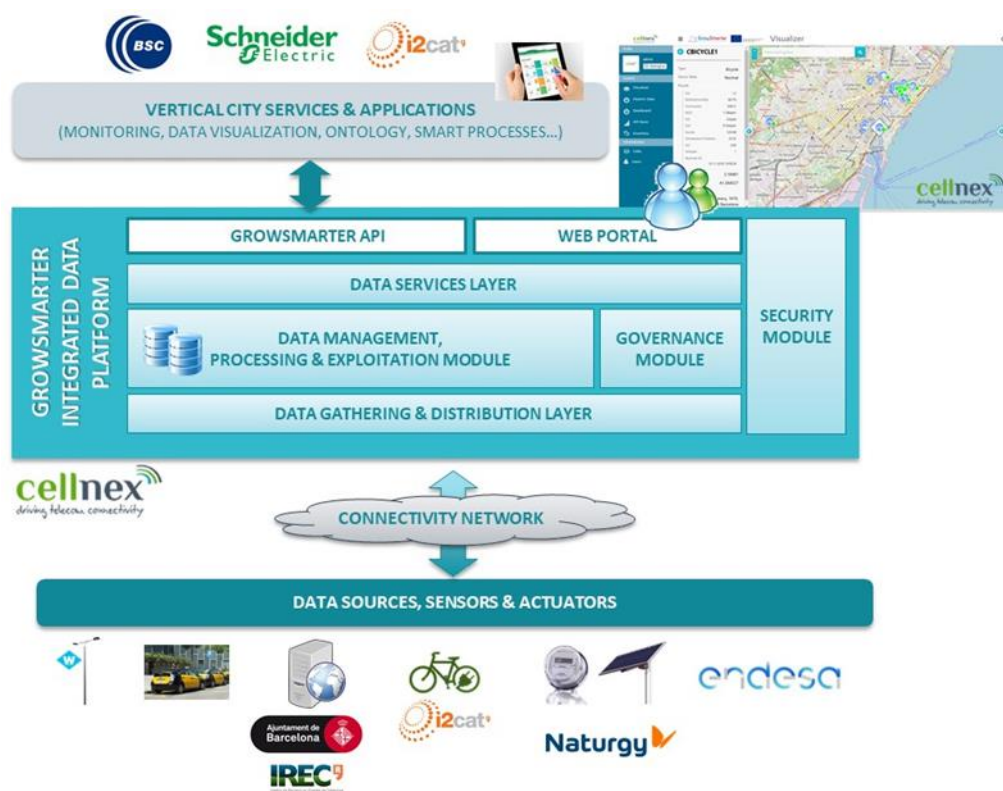 BSC
Schneider
Electric
i2cat
VERTICAL CITY SERVICES & APPLICATIONS
(MONITORING, DATA VISUALIZATION, ONTOLOGY, SMART PROCESSES...)
cellnex
GrowSmarter
Visualzer
CBICYCLE1
cellnex
driving telecom connectivity
GROWSMARTER
INTEGRATED DATA
PLATFORM
GROWSMARTER API
WEB PORTAL
DATA SERVICES LAYER
DATA MANAGEMENT,
PROCESSING & EXPLOITATION MODULE
GOVERNANCE
MODULE
SECURITY
MODULE
DATA GATHERING & DISTRIBUTION LAYER
cellnex
driving telecom connectivity
CONNECTIVITY NETWORK
DATA SOURCES, SENSORS & ACTUATORS
W
endesa
Ajuntament de
Barcelona
i2cat
Naturgy
IREC